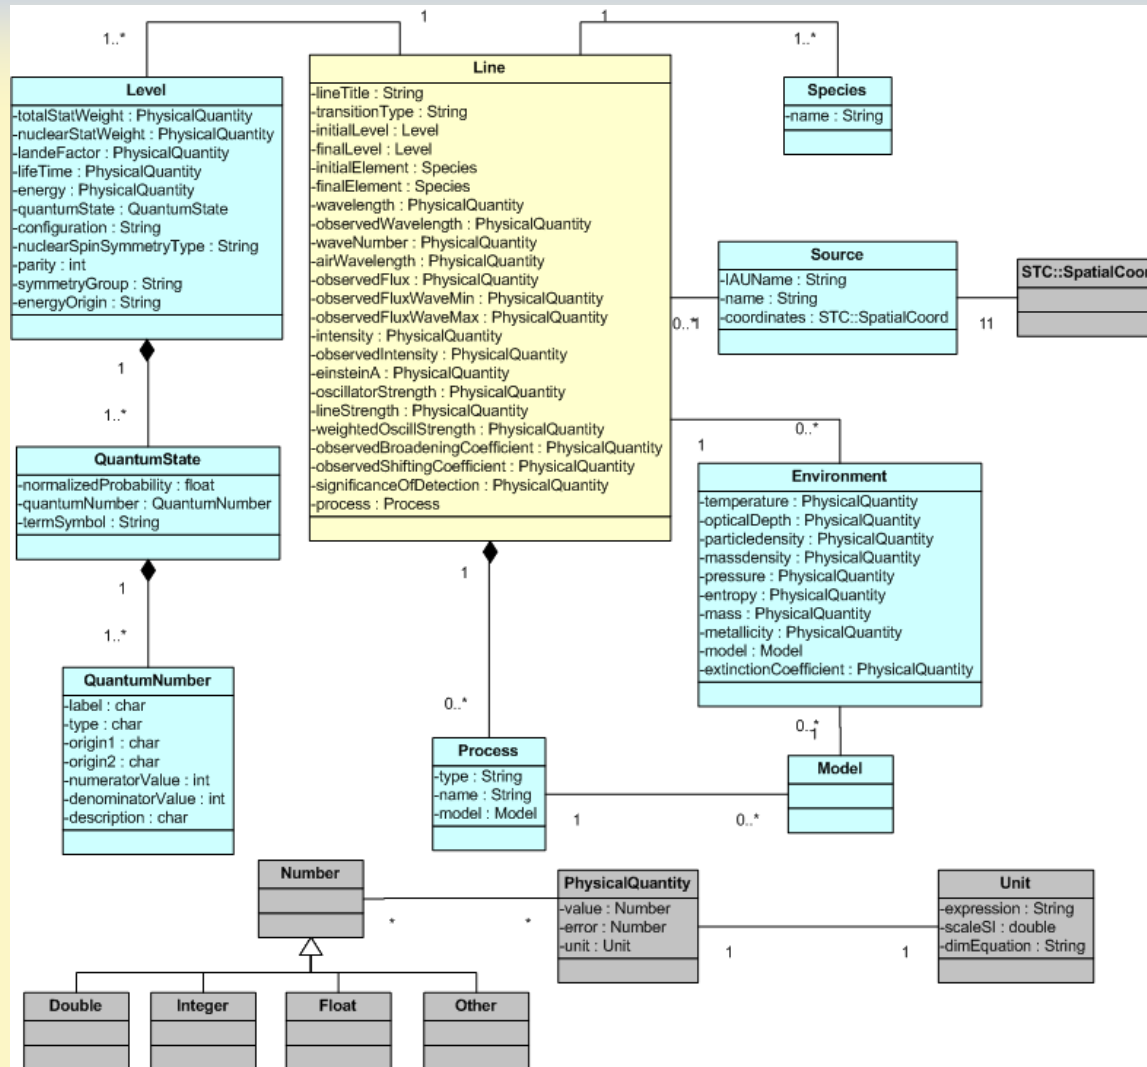 1
1
1..*
1..*
Level
-totalStatWeight : PhysicalQuantity
-nuclearStatWeight : PhysicalQuantity
-landeFactor : PhysicalQuantity
-lifeTime : PhysicalQuantity
-energy : PhysicalQuantity
-quantumState : QuantumState
-configuration : String
-nuclearSpinSymmetryType : String
-parity : int
-symmetryGroup : String
-energyOrigin : String
Line
-lineTitle : String
-transitionType : String
-initialLevel : Level
-finalLevel : Level
-initialElement : Species
-finalElement : Species
-wavelength : PhysicalQuantity
-observedWavelength : PhysicalQuantity
-waveNumber : PhysicalQuantity
-airWavelength : PhysicalQuantity
-observedFlux : PhysicalQuantity
-observedFluxWaveMin : PhysicalQuantity
-observedFluxWaveMax : PhysicalQuantity
-intensity : PhysicalQuantity
-observedIntensity : PhysicalQuantity
-einsteinA : PhysicalQuantity
-oscillatorStrength : PhysicalQuantity
-lineStrength : PhysicalQuantity
-weightedOscillStrength : PhysicalQuantity
-observedBroadeningCoefficient : PhysicalQuantity
-observedShiftingCoefficient : PhysicalQuantity
-significanceOfDetection : PhysicalQuantity
-process : Process
Species
-name : String
Source
-IAUName : String
-name : String
-coordinates : STC::SpatialCoord
STC::SpatialCoor
0..*1
11
1
1..*
0..*
1
QuantumState
-normalizedProbability : float
-quantumNumber : QuantumNumber
-termSymbol : String
Environment
-temperature : PhysicalQuantity
-opticalDepth : PhysicalQuantity
-particledensity : PhysicalQuantity
-massdensity : PhysicalQuantity
-pressure : PhysicalQuantity
-entropy : PhysicalQuantity
-mass : PhysicalQuantity
-metallicity : PhysicalQuantity
-model : Model
-extinctionCoefficient : PhysicalQuantity
1
1
1..*
QuantumNumber
-label : char
-type : char
-origin1 : char
-origin2 : char
-numeratorValue : int
-denominatorValue : int
-description : char
0..*
0..*
1
Process
-type : String
-name : String
-model : Model
Model
1
0..*
Number
*
*
PhysicalQuantity
-value : Number
-error : Number
-unit : Unit
1
1
Unit
-expression : String
-scaleSI : double
-dimEquation : String
Double
Integer
Float
Other